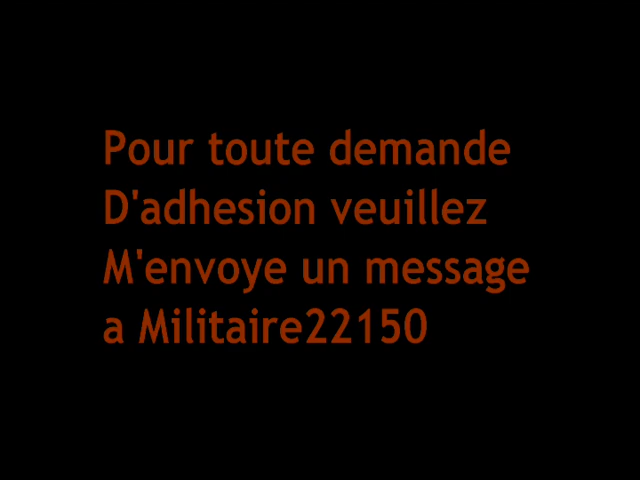 Pour toute demande
D'adhesion veuillez
M'envoye un message
a Militaire22150